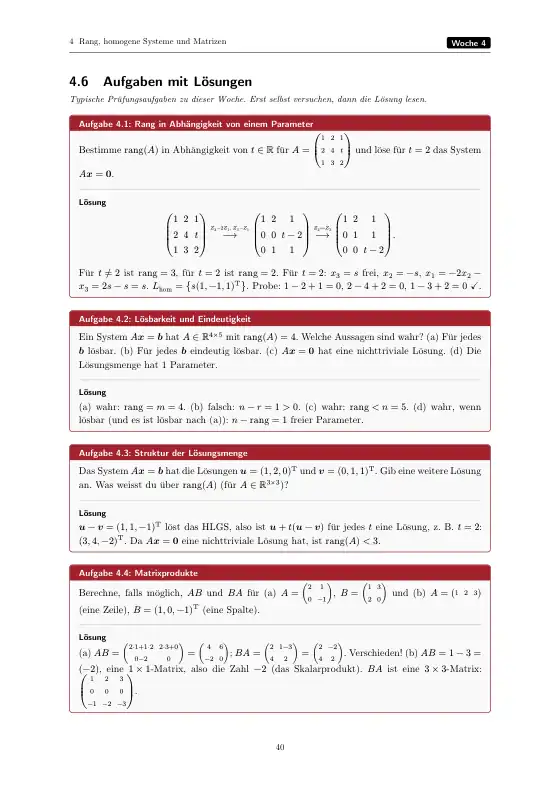 4 Rang, homogene Systeme und Matrizen
Woche 4
4.6 Aufgaben mit Lösungen
Typische Prüfungsaufgaben zu dieser Woche. Erst selbst versuchen, dann die Lösung lesen.
Aufgabe 4.1: Rang in Abhängigkeit von einem Parameter
Bestimme rang(A) in Abhängigkeit von t ∈ ℝ für A = (1 2 1; 2 4 t; 1 3 2) und löse für t = 2 das System
Ax = 0.
Lösung
(1 2 1; 2 4 t; 1 3 2) Z₂−2Z₁, Z₃−Z₁ ⟶ (1 2 1; 0 0 t − 2; 0 1 1) Z₂↔Z₃ ⟶ (1 2 1; 0 1 1; 0 0 t − 2).
Für t ≠ 2 ist rang = 3, für t = 2 ist rang = 2. Für t = 2: x₃ = s frei, x₂ = −s, x₁ = −2x₂ −
x₃ = 2s − s = s. L_hom = {s(1, −1, 1)ᵀ}. Probe: 1 − 2 + 1 = 0, 2 − 4 + 2 = 0, 1 − 3 + 2 = 0 ✓.
Aufgabe 4.2: Lösbarkeit und Eindeutigkeit
Ein System Ax = b hat A ∈ ℝ⁴ˣ⁵ mit rang(A) = 4. Welche Aussagen sind wahr? (a) Für jedes
b lösbar. (b) Für jedes b eindeutig lösbar. (c) Ax = 0 hat eine nichttriviale Lösung. (d) Die
Lösungsmenge hat 1 Parameter.
Lösung
(a) wahr: rang = m = 4. (b) falsch: n − r = 1 > 0. (c) wahr: rang < n = 5. (d) wahr, wenn
lösbar (und es ist lösbar nach (a)): n − rang = 1 freier Parameter.
Aufgabe 4.3: Struktur der Lösungsmenge
Das System Ax = b hat die Lösungen u = (1, 2, 0)ᵀ und v = (0, 1, 1)ᵀ. Gib eine weitere Lösung
an. Was weisst du über rang(A) (für A ∈ ℝ³ˣ³)?
Lösung
u − v = (1, 1, −1)ᵀ löst das HLGS, also ist u + t(u − v) für jedes t eine Lösung, z. B. t = 2:
(3, 4, −2)ᵀ. Da Ax = 0 eine nichttriviale Lösung hat, ist rang(A) < 3.
Aufgabe 4.4: Matrixprodukte
Berechne, falls möglich, AB und BA für (a) A = (2 1; 0 −1), B = (1 3; 2 0) und (b) A = (1 2 3)
(eine Zeile), B = (1, 0, −1)ᵀ (eine Spalte).
Lösung
(a) AB = (2·1+1·2 2·3+0; 0−2 0) = (4 6; −2 0); BA = (2 1−3; 4 2) = (2 −2; 4 2). Verschieden! (b) AB = 1 − 3 =
(−2), eine 1 × 1-Matrix, also die Zahl −2 (das Skalarprodukt). BA ist eine 3 × 3-Matrix:
(1 2 3; 0 0 0; −1 −2 −3).
40